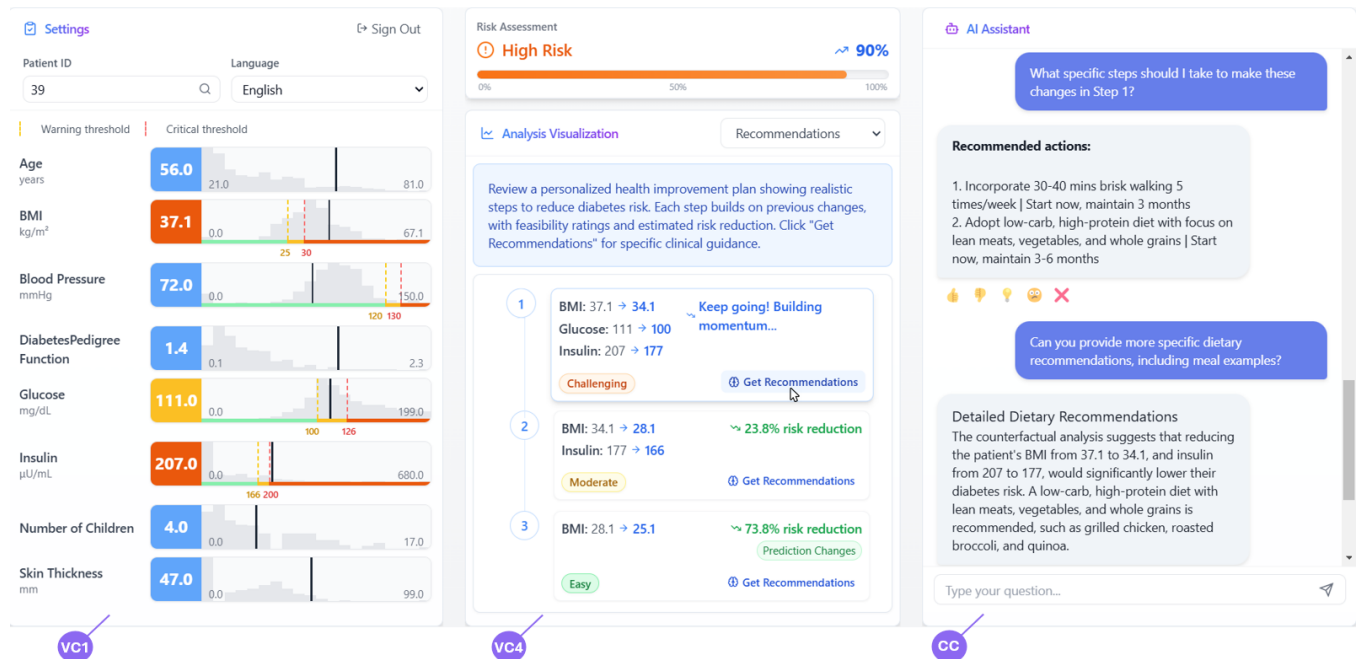 Settings
Sign Out
Patient ID
Language
39
English
Warning threshold
Critical threshold
Age
years
56.0
21.0
81.0
BMI
kg/m²
37.1
0.0
67.1
25
30
Blood Pressure
mmHg
72.0
0.0
150.0
120
130
DiabetesPedigree
Function
1.4
0.1
2.3
Glucose
mg/dL
111.0
0.0
199.0
100
126
Insulin
µU/mL
207.0
0.0
680.0
166
200
Number of Children
4.0
0.0
17.0
Skin Thickness
mm
47.0
0.0
99.0
VC1
Risk Assessment
High Risk
90%
0%
50%
100%
Analysis Visualization
Recommendations
Review a personalized health improvement plan showing realistic
steps to reduce diabetes risk. Each step builds on previous changes,
with feasibility ratings and estimated risk reduction. Click "Get
Recommendations" for specific clinical guidance.
1
BMI: 37.1 → 34.1
Glucose: 111 → 100
Insulin: 207 → 177
Keep going! Building
momentum...
Challenging
Get Recommendations
2
BMI: 34.1 → 28.1
Insulin: 177 → 166
23.8% risk reduction
Moderate
Get Recommendations
3
BMI: 28.1 → 25.1
73.8% risk reduction
Prediction Changes
Easy
Get Recommendations
VC4
AI Assistant
What specific steps should I take to make these
changes in Step 1?
Recommended actions:
1. Incorporate 30-40 mins brisk walking 5
times/week | Start now, maintain 3 months
2. Adopt low-carb, high-protein diet with focus on
lean meats, vegetables, and whole grains | Start
now, maintain 3-6 months
Can you provide more specific dietary
recommendations, including meal examples?
Detailed Dietary Recommendations
The counterfactual analysis suggests that reducing
the patient's BMI from 37.1 to 34.1, and insulin
from 207 to 177, would significantly lower their
diabetes risk. A low-carb, high-protein diet with
lean meats, vegetables, and whole grains is
recommended, such as grilled chicken, roasted
broccoli, and quinoa.
Type your question...
CC